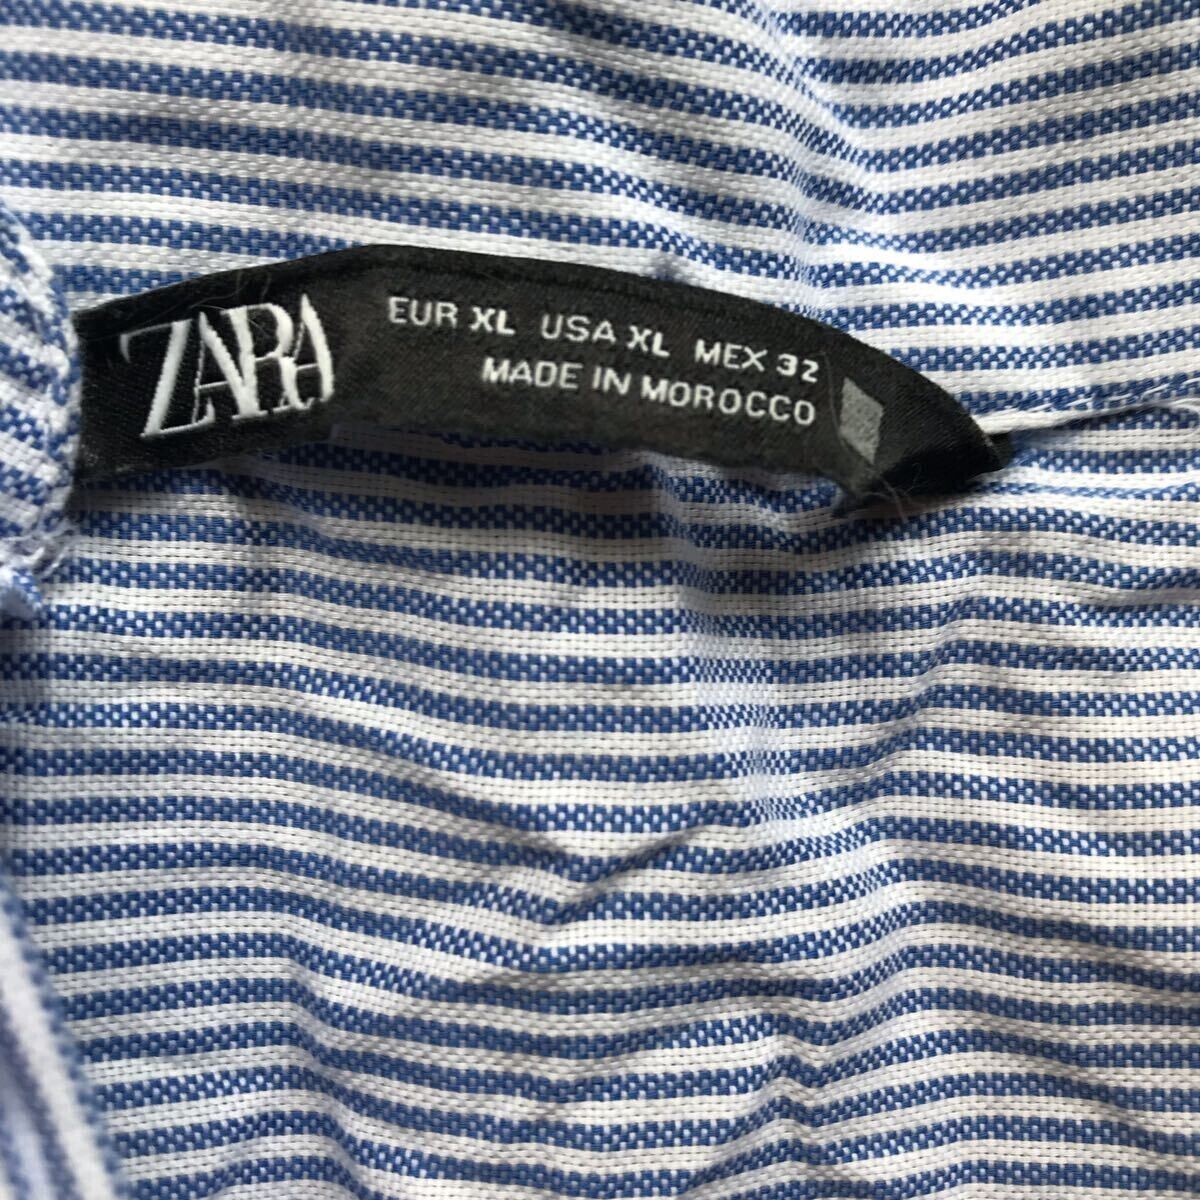 ZARA
EUR XL USA XL MEX 32
MADE IN MOROCCO